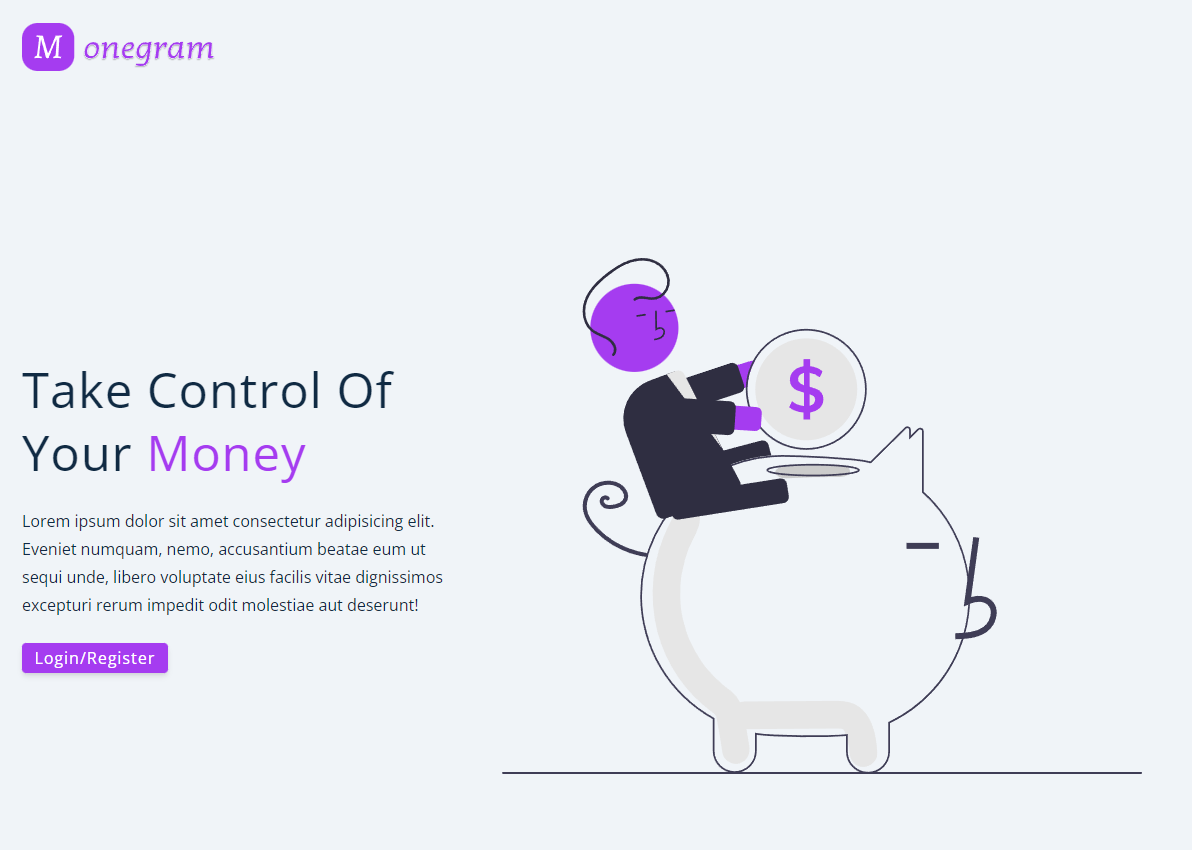 M onegram
$
Take Control Of
Your Money
Lorem ipsum dolor sit amet consectetur adipisicing elit.
Eveniet numquam, nemo, accusantium beatae eum ut
sequi unde, libero voluptate eius facilis vitae dignissimos
excepturi rerum impedit odit molestiae aut deserunt!
Login/Register